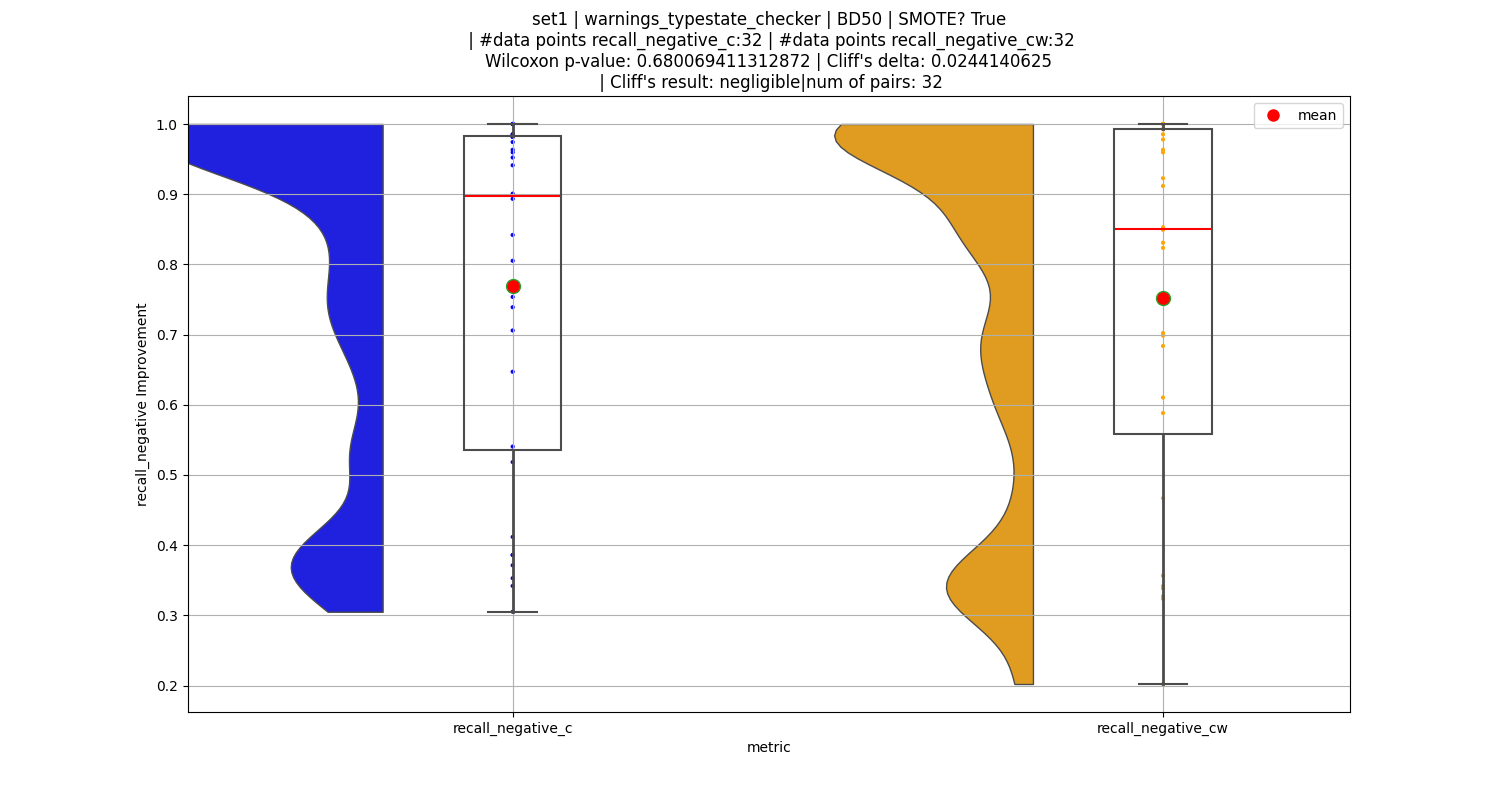 set1 | warnings_typestate_checker | BD50 | SMOTE? True
| #data points recall_negative_c:32 | #data points recall_negative_cw:32
Wilcoxon p-value: 0.680069411312872 | Cliff's delta: 0.0244140625
| Cliff's result: negligible|num of pairs: 32
mean
1.0
0.9
0.8
0.7
0.6
0.5
0.4
0.3
0.2
recall_negative Improvement
recall_negative_c
recall_negative_cw
metric